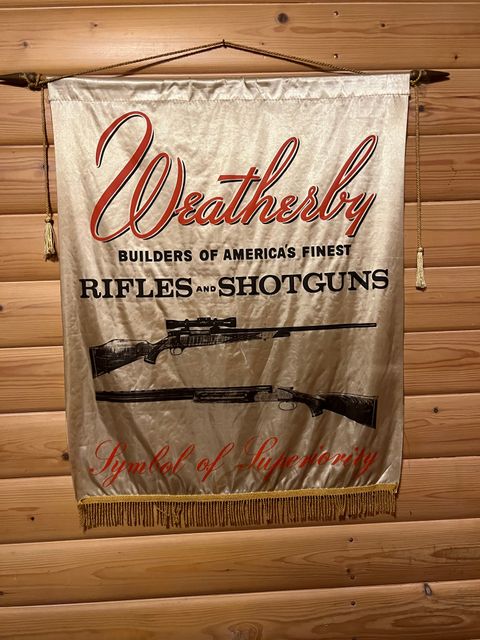 Weatherby
BUILDERS OF AMERICA'S FINEST
RIFLES AND SHOTGUNS
Symbol of Superiority